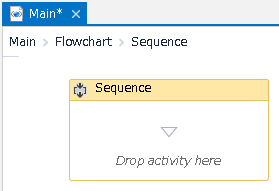 Main*
Main > Flowchart > Sequence
Sequence
Drop activity here